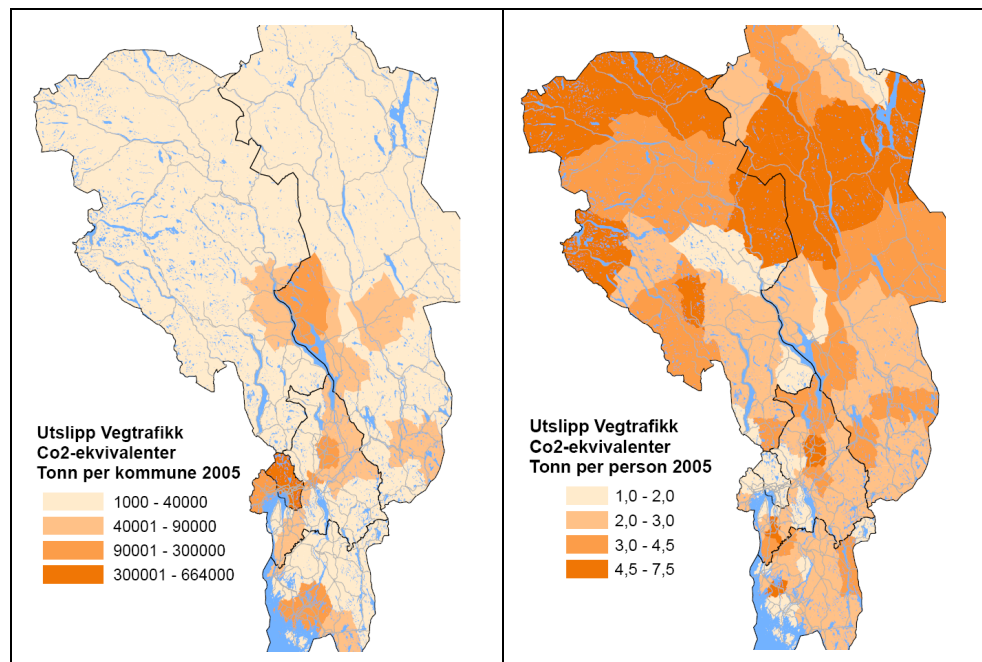 Utslipp Vegtrafikk
Co2-ekvivalenter
Tonn per kommune 2005
1000 - 40000
40001 - 90000
90001 - 300000
300001 - 664000
Utslipp Vegtrafikk
Co2-ekvivalenter
Tonn per person 2005
1,0 - 2,0
2,0 - 3,0
3,0 - 4,5
4,5 - 7,5